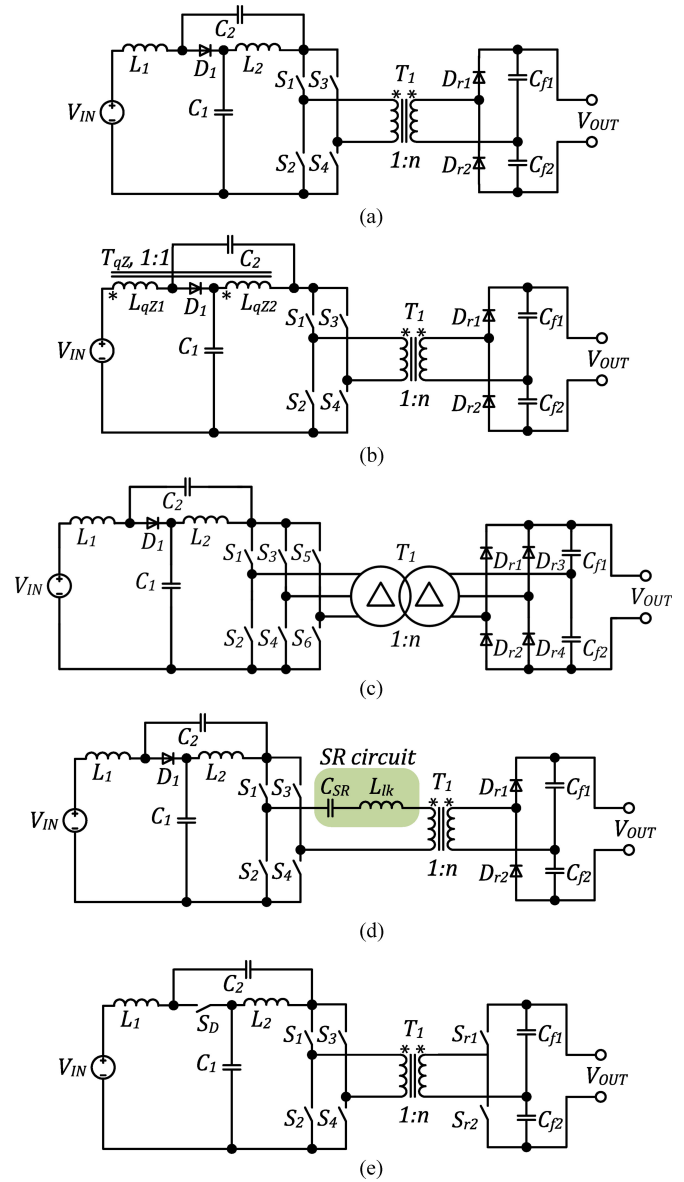 C2
L1 D1 L2
S1 S3 T1 Dr1 Cf1
* *
VIN C1 VOUT
S2 S4 1:n Dr2 Cf2
(a)
TqZ, 1:1 C2
* LqZ1 D1 * LqZ2
S1 S3 T1 Dr1 Cf1
* *
VIN C1 VOUT
S2 S4 1:n Dr2 Cf2
(b)
C2
L1 D1 L2
S1 S3 S5 T1 Dr1 Dr3 Cf1
VIN C1 VOUT
S2 S4 S6 1:n Dr2 Dr4 Cf2
(c)
C2
L1 D1 L2 SR circuit
S1 S3 CSR Llk T1 Dr1 Cf1
* *
VIN C1 VOUT
S2 S4 1:n Dr2 Cf2
(d)
C2
L1 SD L2
S1 S3 T1 Sr1 Cf1
* *
VIN C1 VOUT
S2 S4 1:n Sr2 Cf2
(e)